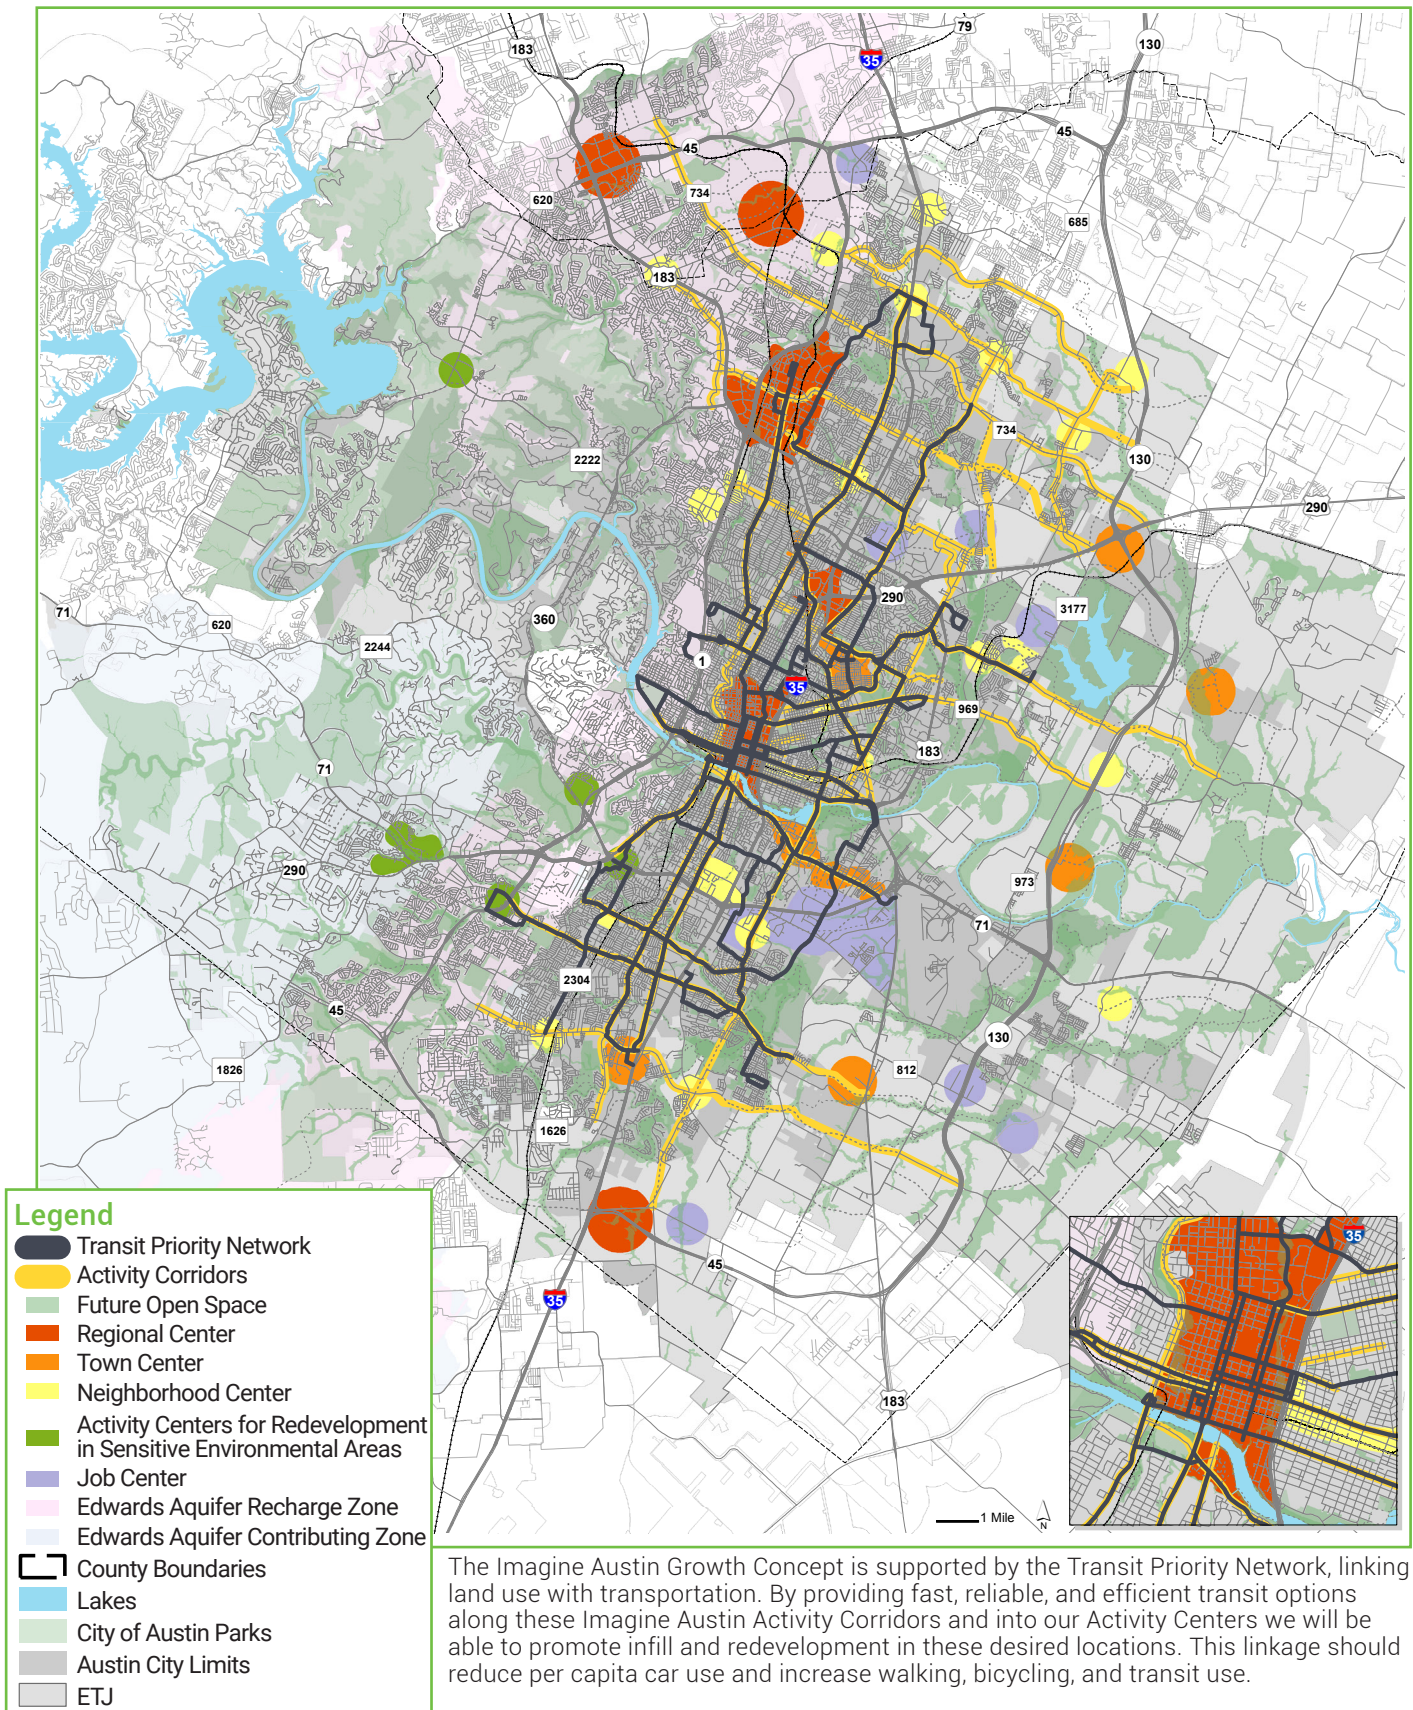 183
79
35
130
45
45
734
620
685
183
2222
734
130
290
71
620
2244
360
290
3177
1
35
969
183
71
290
973
71
2304
45
130
812
1826
1626
45
35
183
35
1 Mile
N
Legend
Transit Priority Network
Activity Corridors
Future Open Space
Regional Center
Town Center
Neighborhood Center
Activity Centers for Redevelopment
in Sensitive Environmental Areas
Job Center
Edwards Aquifer Recharge Zone
Edwards Aquifer Contributing Zone
County Boundaries
Lakes
City of Austin Parks
Austin City Limits
ETJ
The Imagine Austin Growth Concept is supported by the Transit Priority Network, linking
land use with transportation. By providing fast, reliable, and efficient transit options
along these Imagine Austin Activity Corridors and into our Activity Centers we will be
able to promote infill and redevelopment in these desired locations. This linkage should
reduce per capita car use and increase walking, bicycling, and transit use.